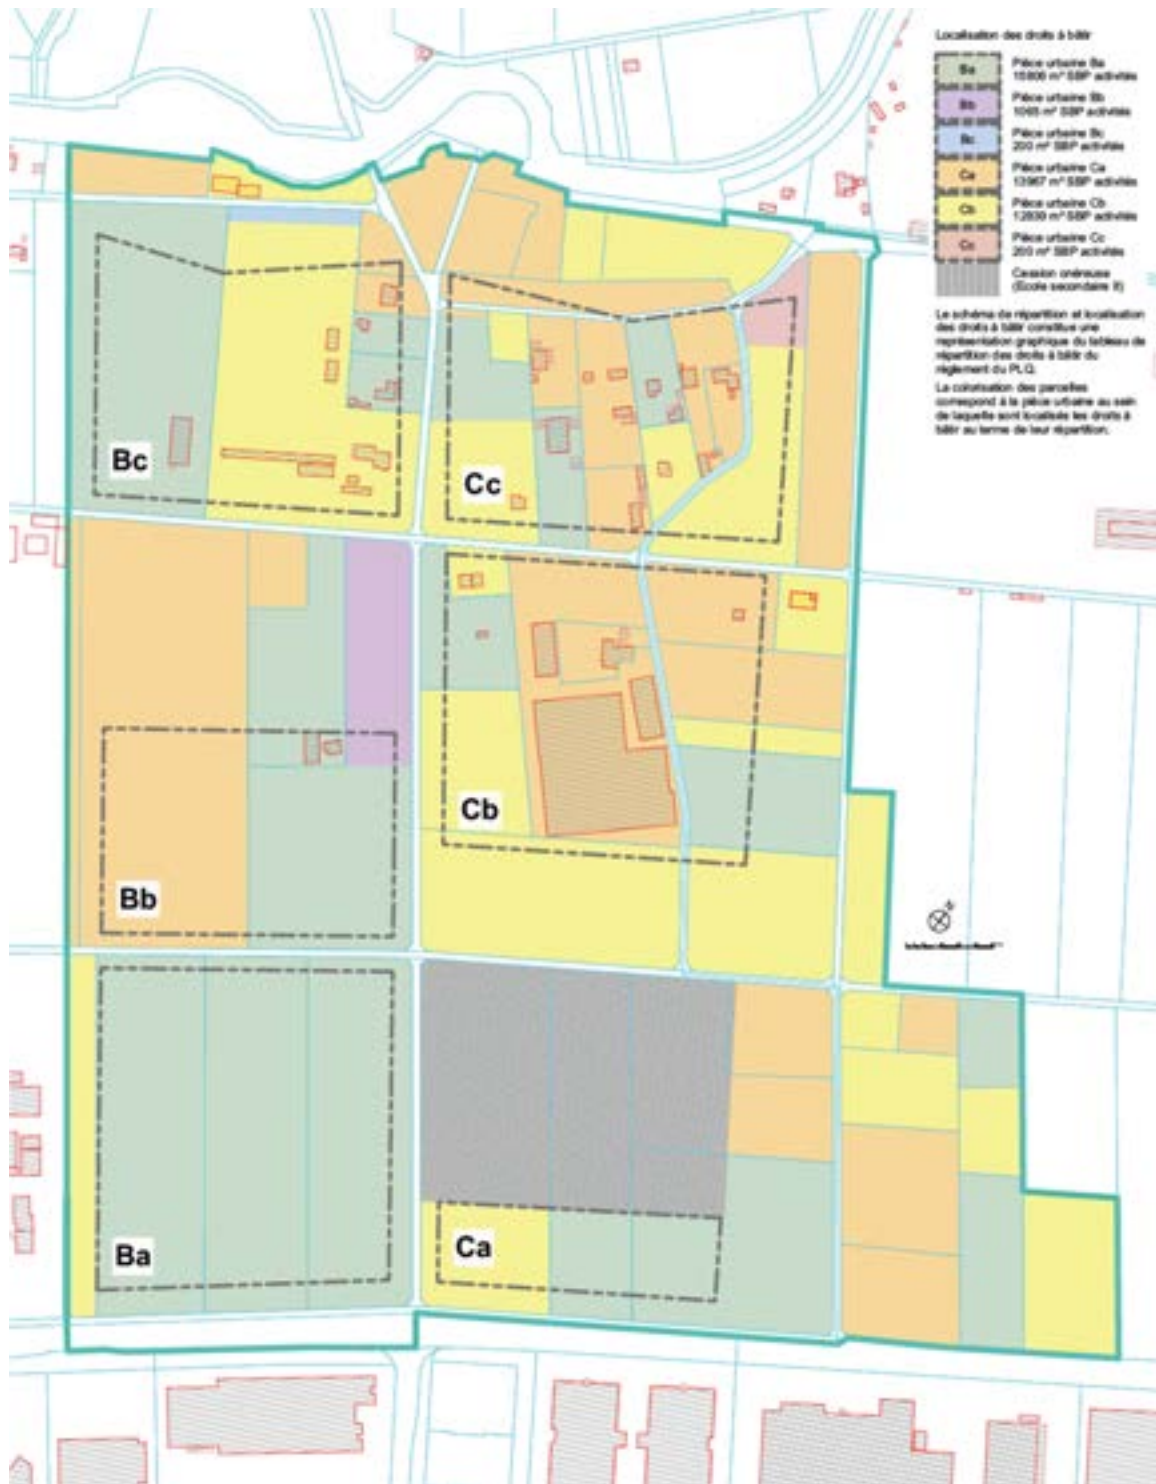 Localisation des droits à bâtir
Ba
Pièce urbaine Ba
m² SBP activités
Bb
Pièce urbaine Bb
m² SBP activités
Bc
Pièce urbaine Bc
200 m² SBP activités
Ca
Pièce urbaine Ca
13967 m² SBP activités
Cb
Pièce urbaine Cb
m² SBP activités
Cc
Pièce urbaine Cc
200 m² SBP activités
Cession onéreuse
(Ecole secondaire II)
Le schéma de répartition et localisation
des droits à bâtir constitue une
représentation graphique du tableau de
répartition des droits à bâtir du
règlement du PLQ.
La colorisation des parcelles
correspond à la pièce urbaine au sein
de laquelle sont localisés les droits à
bâtir au terme de leur répartition.
Bc
Cc
Cb
Bb
Ba
Ca